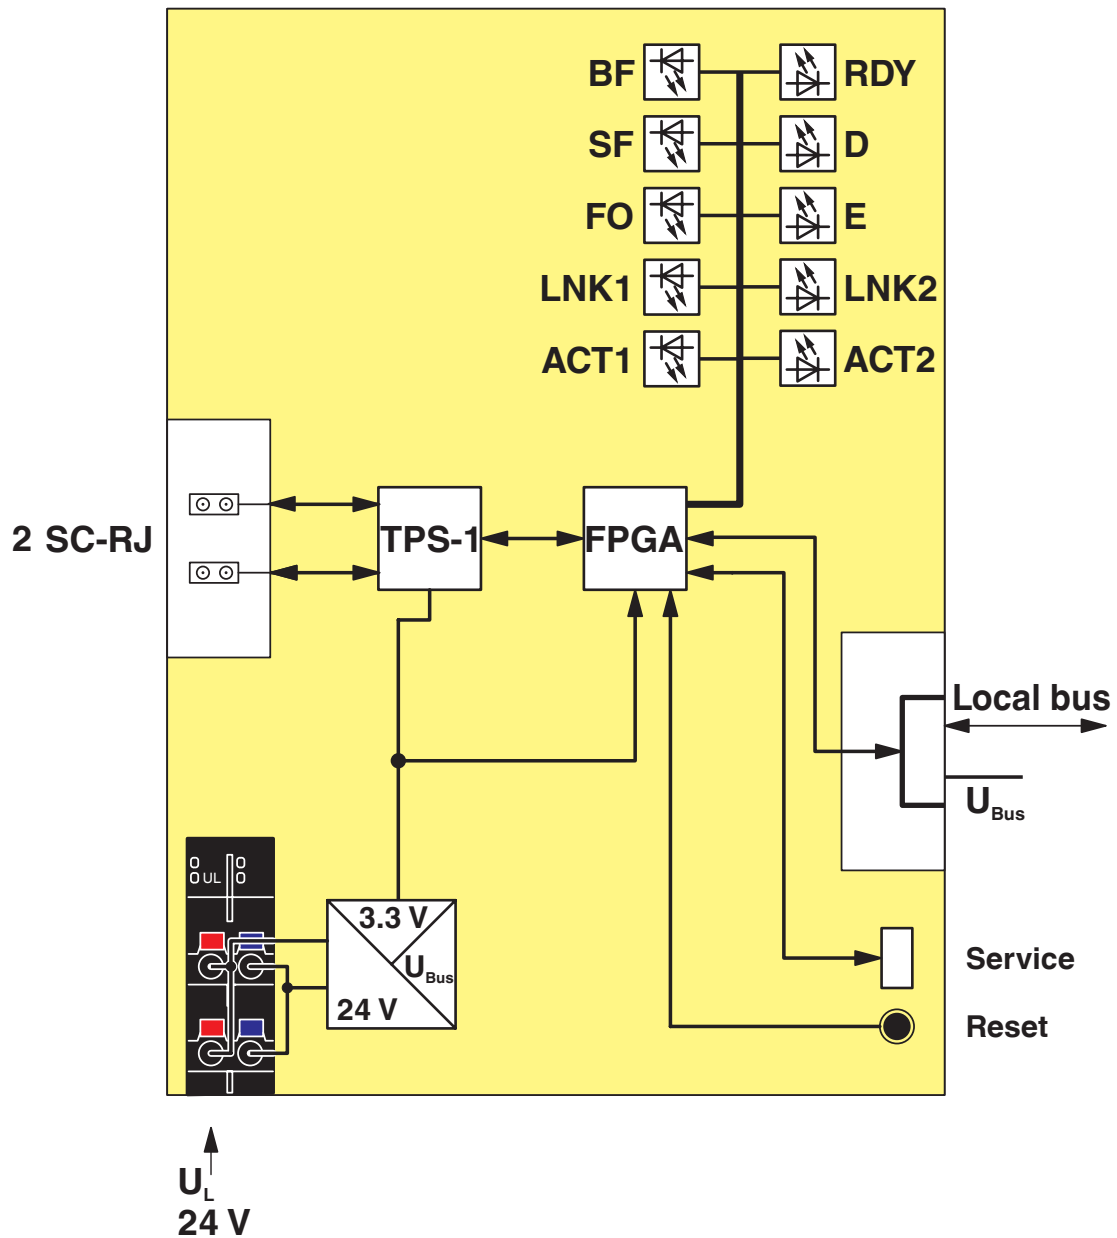 BF RDY
SF D
FO E
LNK1 LNK2
ACT1 ACT2
2 SC-RJ
TPS-1
FPGA
Local bus
UBus
UL
3.3 V
UBus
24 V
Service
Reset
UL
24 V